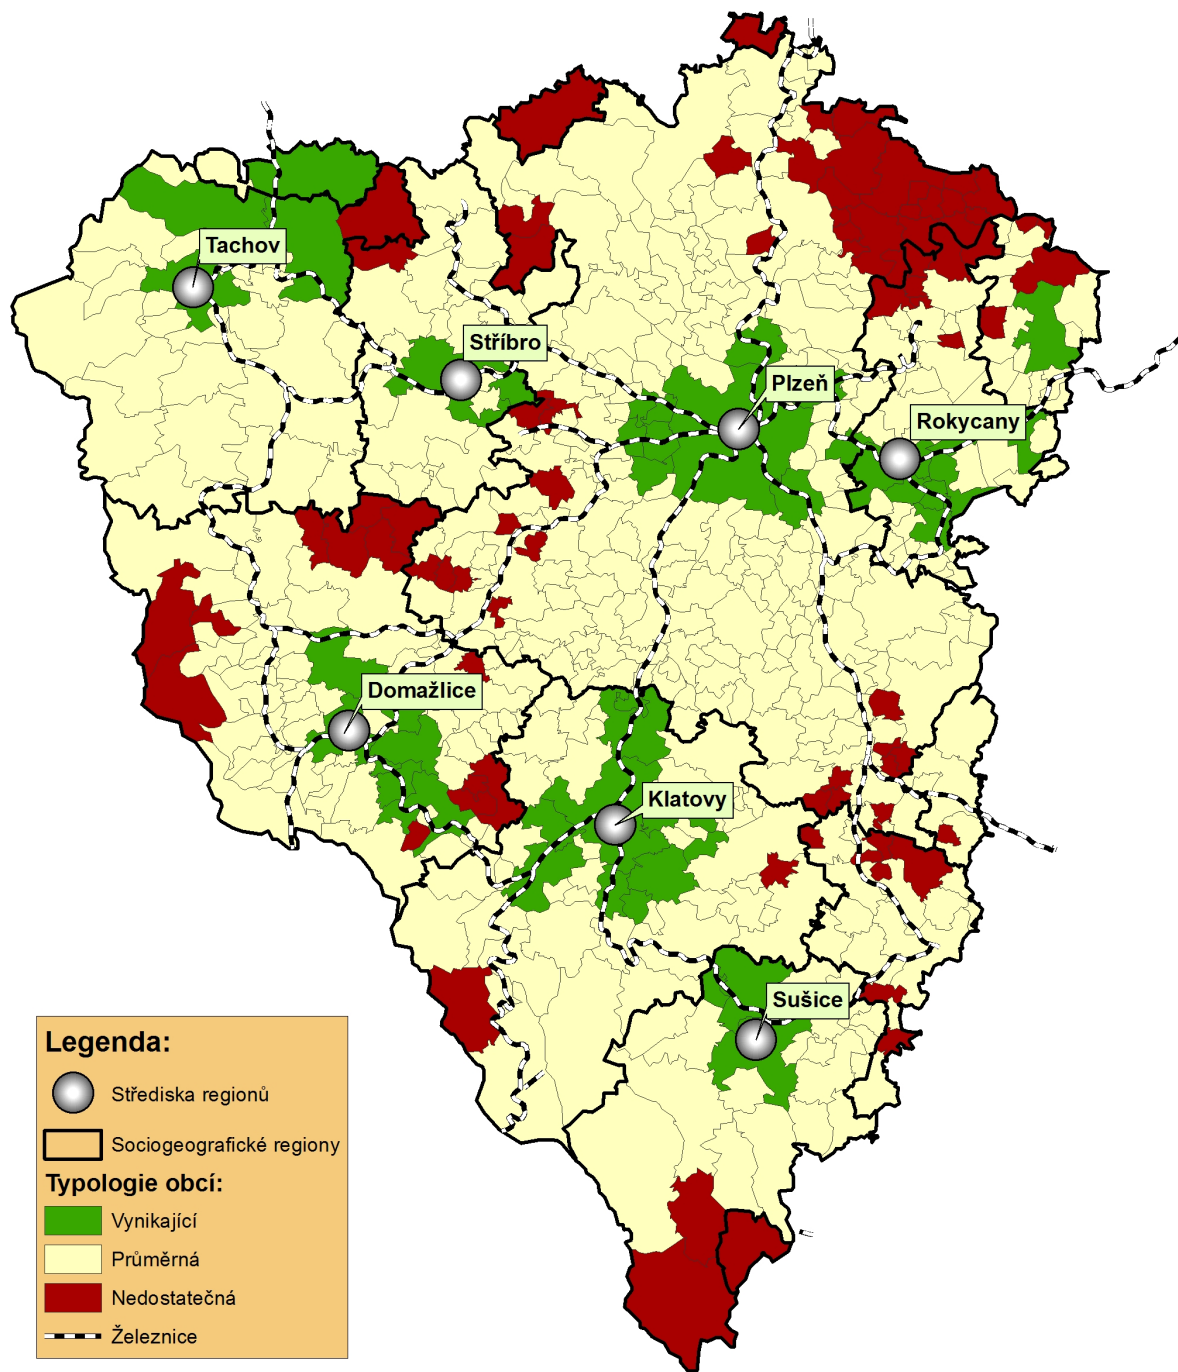 Tachov
Stříbro
Plzeň
Rokycany
Domažlice
Klatovy
Sušice
Legenda:
Střediska regionů
Sociogeografické regiony
Typologie obcí:
Vynikající
Průměrná
Nedostatečná
Železnice